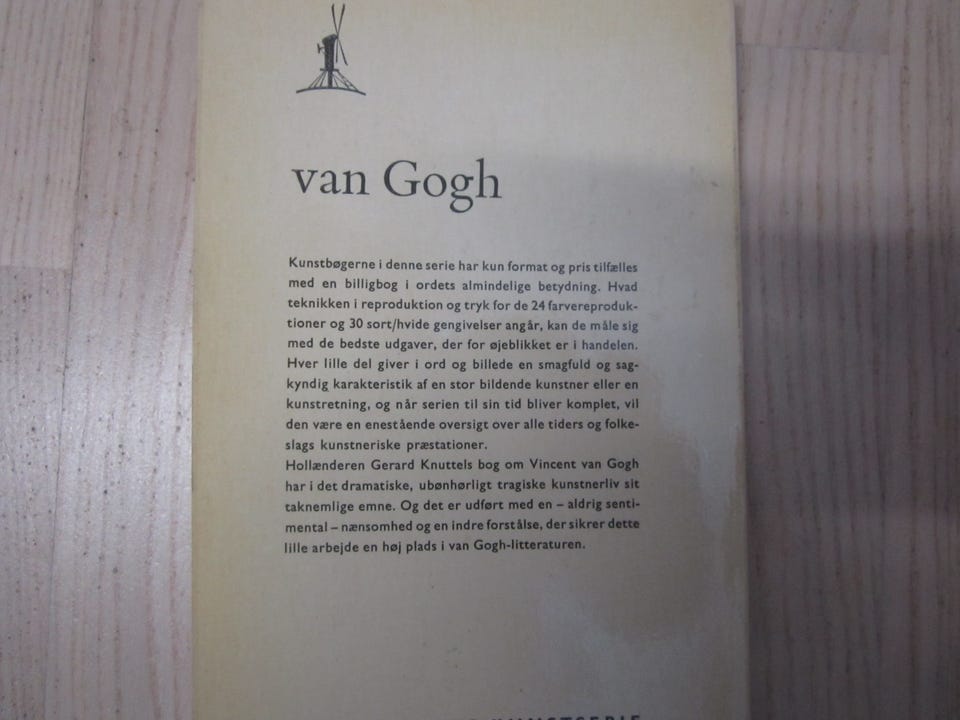 van Gogh
Kunstbøgerne i denne serie har kun format og pris tilfælles
med en billigbog i ordets almindelige betydning. Hvad
teknikken i reproduktion og tryk for de 24 farvereproduk-
tioner og 30 sort/hvide gengivelser angår, kan de måle sig
med de bedste udgaver, der for øjeblikket er i handelen.
Hver lille del giver i ord og billede en smagfuld og sag-
kyndig karakteristik af en stor bildende kunstner eller en
kunstretning, og når serien til sin tid bliver komplet, vil
den være en enestående oversigt over alle tiders og folke-
slags kunstneriske præstationer.
Hollænderen Gerard Knuttels bog om Vincent van Gogh
har i det dramatiske, ubønhørligt tragiske kunstnerliv sit
taknemlige emne. Og det er udført med en – aldrig senti-
mental – nænsomhed og en indre forstålse, der sikrer dette
lille arbejde en høj plads i van Gogh-litteraturen.
KUNSTSERIE